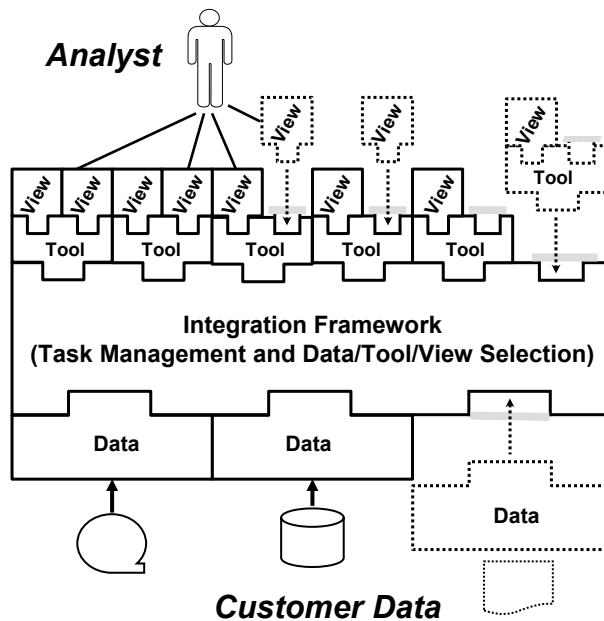 Analyst
View
View
View
View
View
View
View
View
View
View
View
Tool
Tool
Tool
Tool
Tool
Tool
Integration Framework
(Task Management and Data/Tool/View Selection)
Data
Data
Data
Customer Data